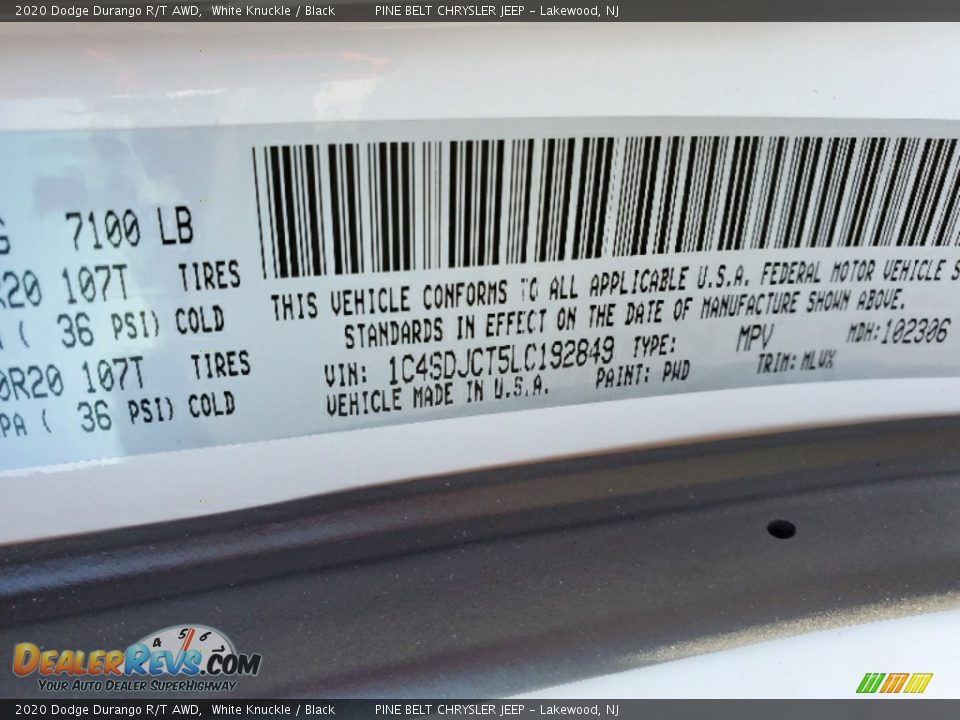 2020 Dodge Durango R/T AWD, White Knuckle / Black PINE BELT CHRYSLER JEEP - Lakewood, NJ
7100 LB
R20 107T TIRES
( 36 PSI) COLD
0R20 107T TIRES
PA ( 36 PSI) COLD
THIS VEHICLE CONFORMS TO ALL APPLICABLE U.S.A. FEDERAL MOTOR VEHICLE S
STANDARDS IN EFFECT ON THE DATE OF MANUFACTURE SHOWN ABOVE.
VIN: 1C4SDJCT5LC192849 TYPE: MPV MDH:102306
VEHICLE MADE IN U.S.A. PAINT: PWD TRIM: MLVX
4 5 6
DealerRevs.com
Your Auto Dealer SuperHighway
2020 Dodge Durango R/T AWD, White Knuckle / Black PINE BELT CHRYSLER JEEP - Lakewood, NJ